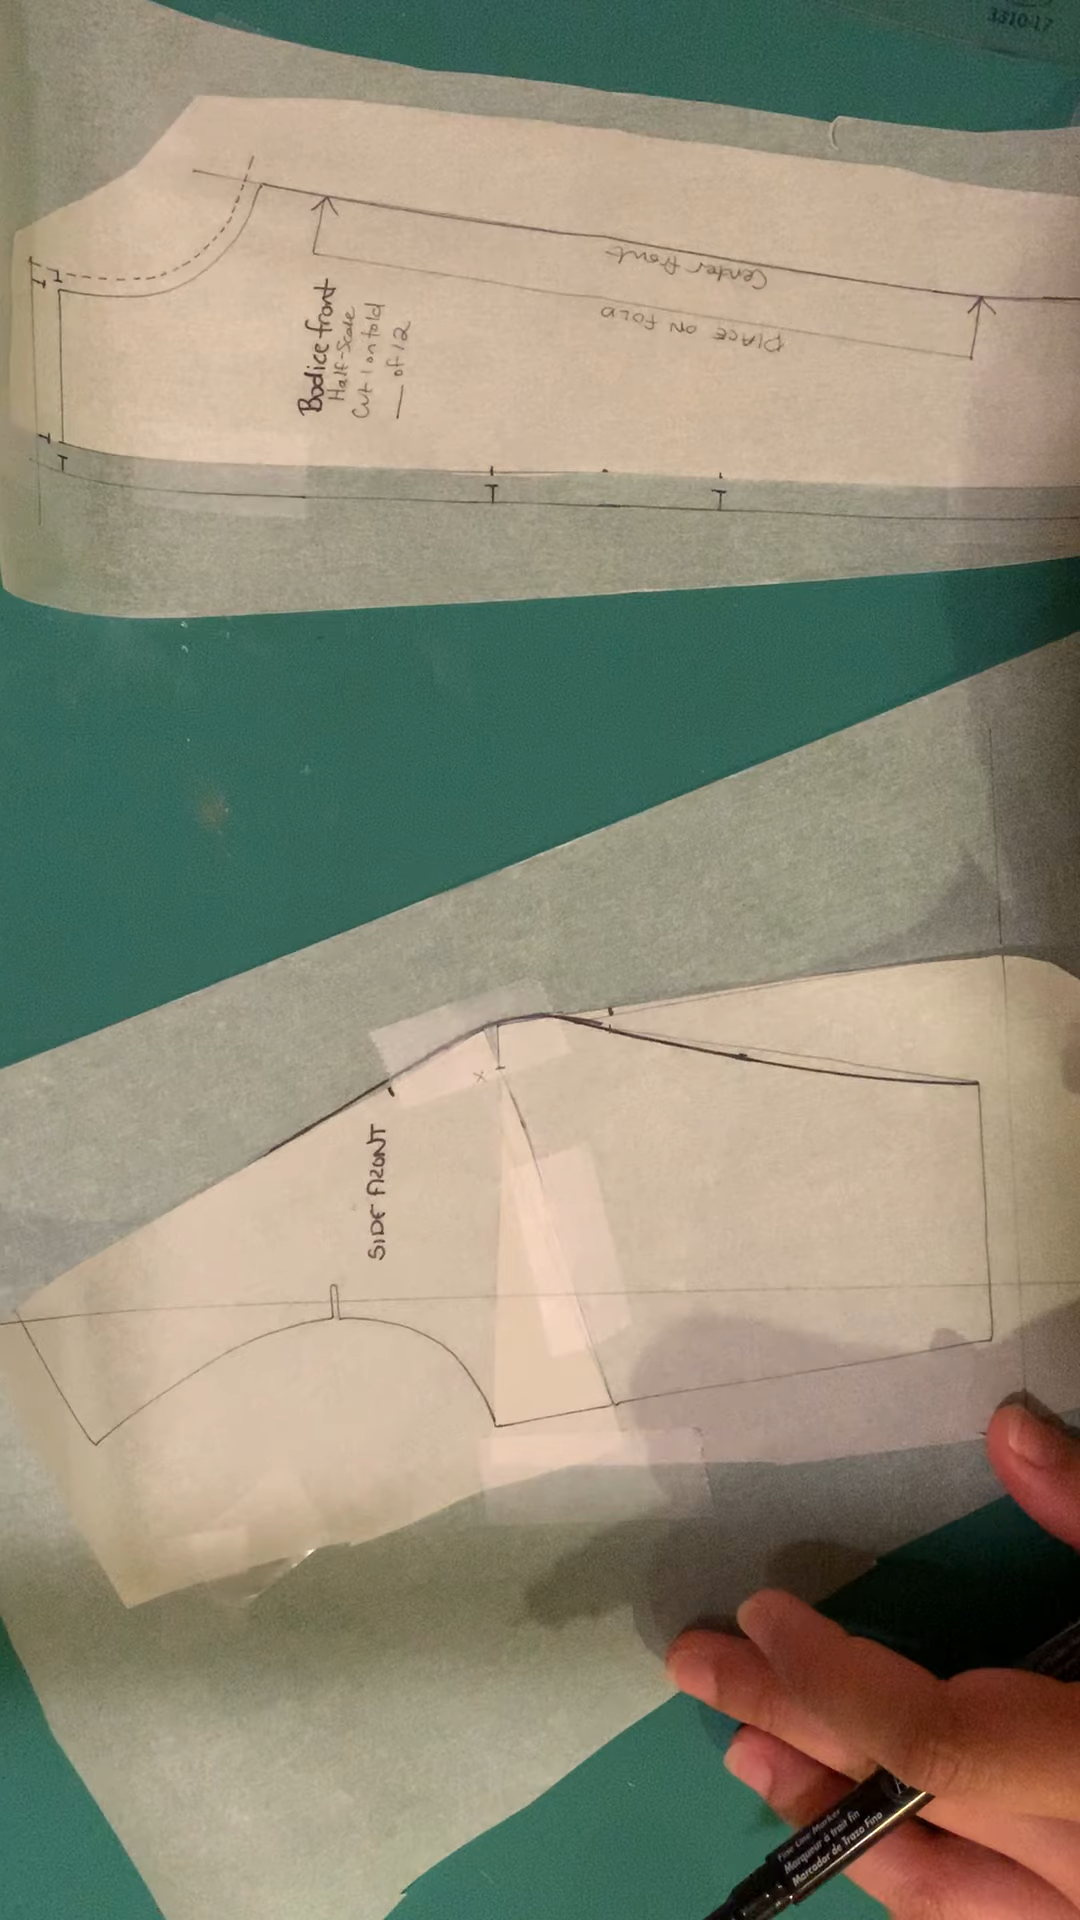 3310-17
Center front
PlACE ON FOLD
Bodice front
Half-Scale
Cut 1 on fold
__ of 12
x
SIDE FRONT
Fine Line Marker
Marqueur à trait fin
Marcador de Trazo Fino